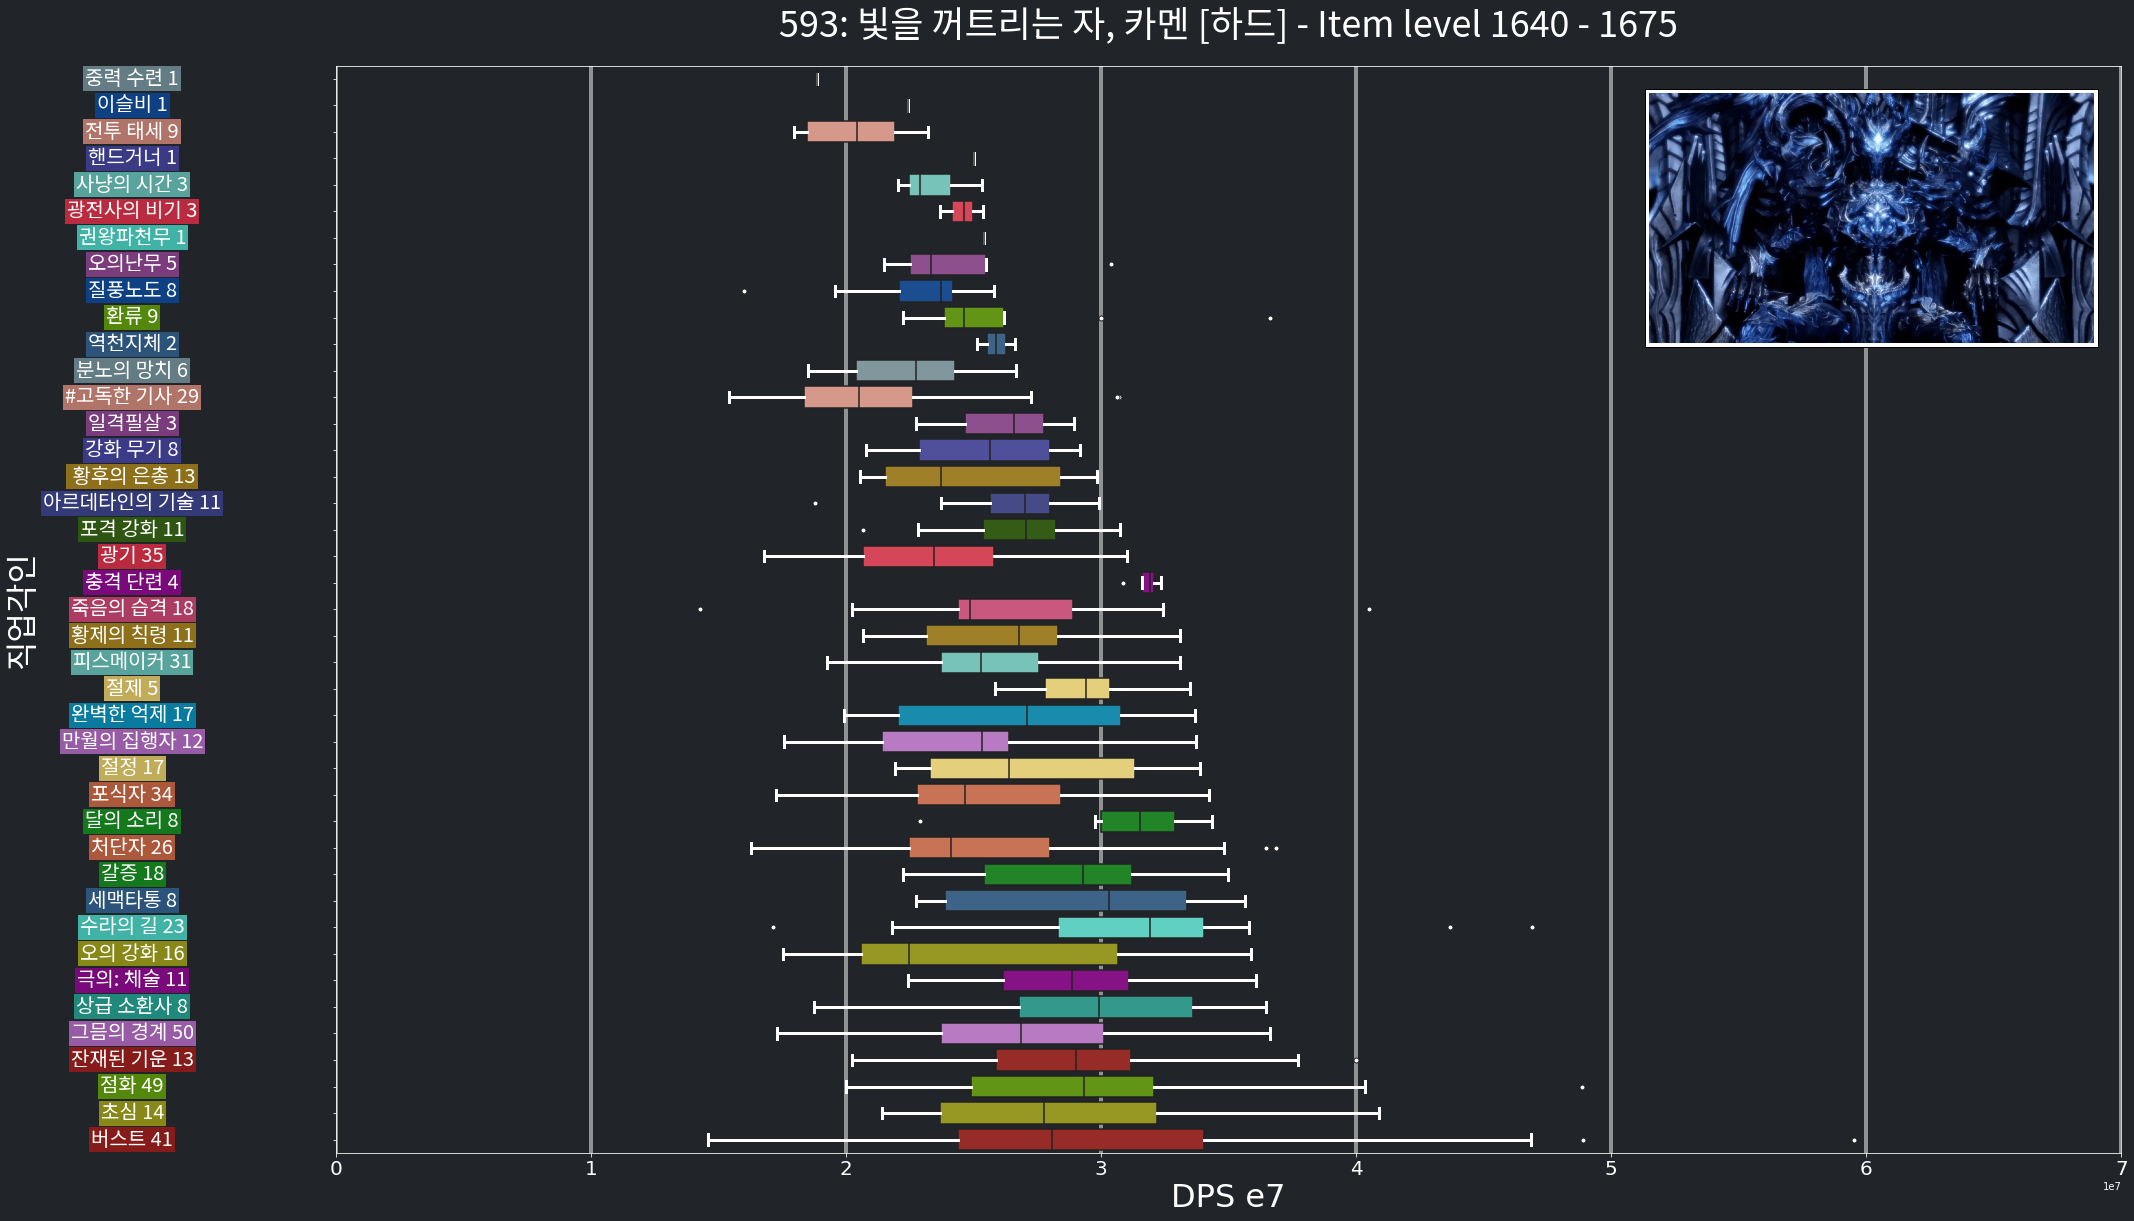 593: 빛을 꺼트리는 자, 카멘 [하드] - Item level 1640 - 1675
중력 수련 1
이슬비 1
전투 태세 9
핸드거너 1
사냥의 시간 3
광전사의 비기 3
권왕파천무 1
오의난무 5
질풍노도 8
환류 9
역천지체 2
분노의 망치 6
#고독한 기사 29
일격필살 3
강화 무기 8
황후의 은총 13
아르데타인의 기술 11
포격 강화 11
광기 35
충격 단련 4
죽음의 습격 18
황제의 칙령 11
피스메이커 31
절제 5
완벽한 억제 17
만월의 집행자 12
절정 17
포식자 34
달의 소리 8
처단자 26
갈증 18
세맥타통 8
수라의 길 23
오의 강화 16
극의: 체술 11
상급 소환사 8
그믐의 경계 50
잔재된 기운 13
점화 49
초심 14
버스트 41
직업각인
0 1 2 3 4 5 6 7
1e7
DPS e7